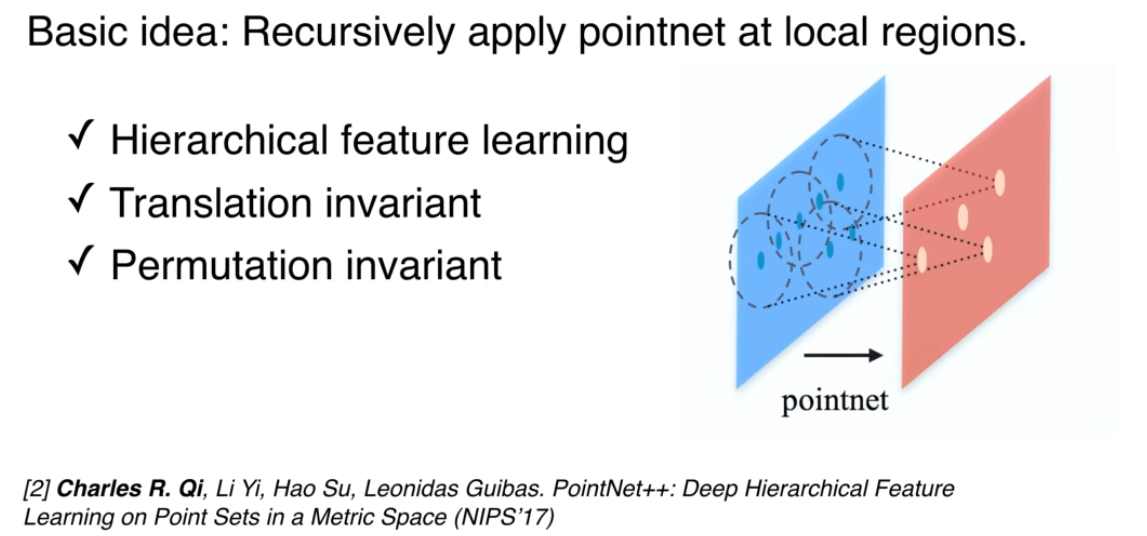 Basic idea: Recursively apply pointnet at local regions.
✓ Hierarchical feature learning
✓ Translation invariant
✓ Permutation invariant
pointnet
[2] Charles R. Qi, Li Yi, Hao Su, Leonidas Guibas. PointNet++: Deep Hierarchical Feature
Learning on Point Sets in a Metric Space (NIPS'17)